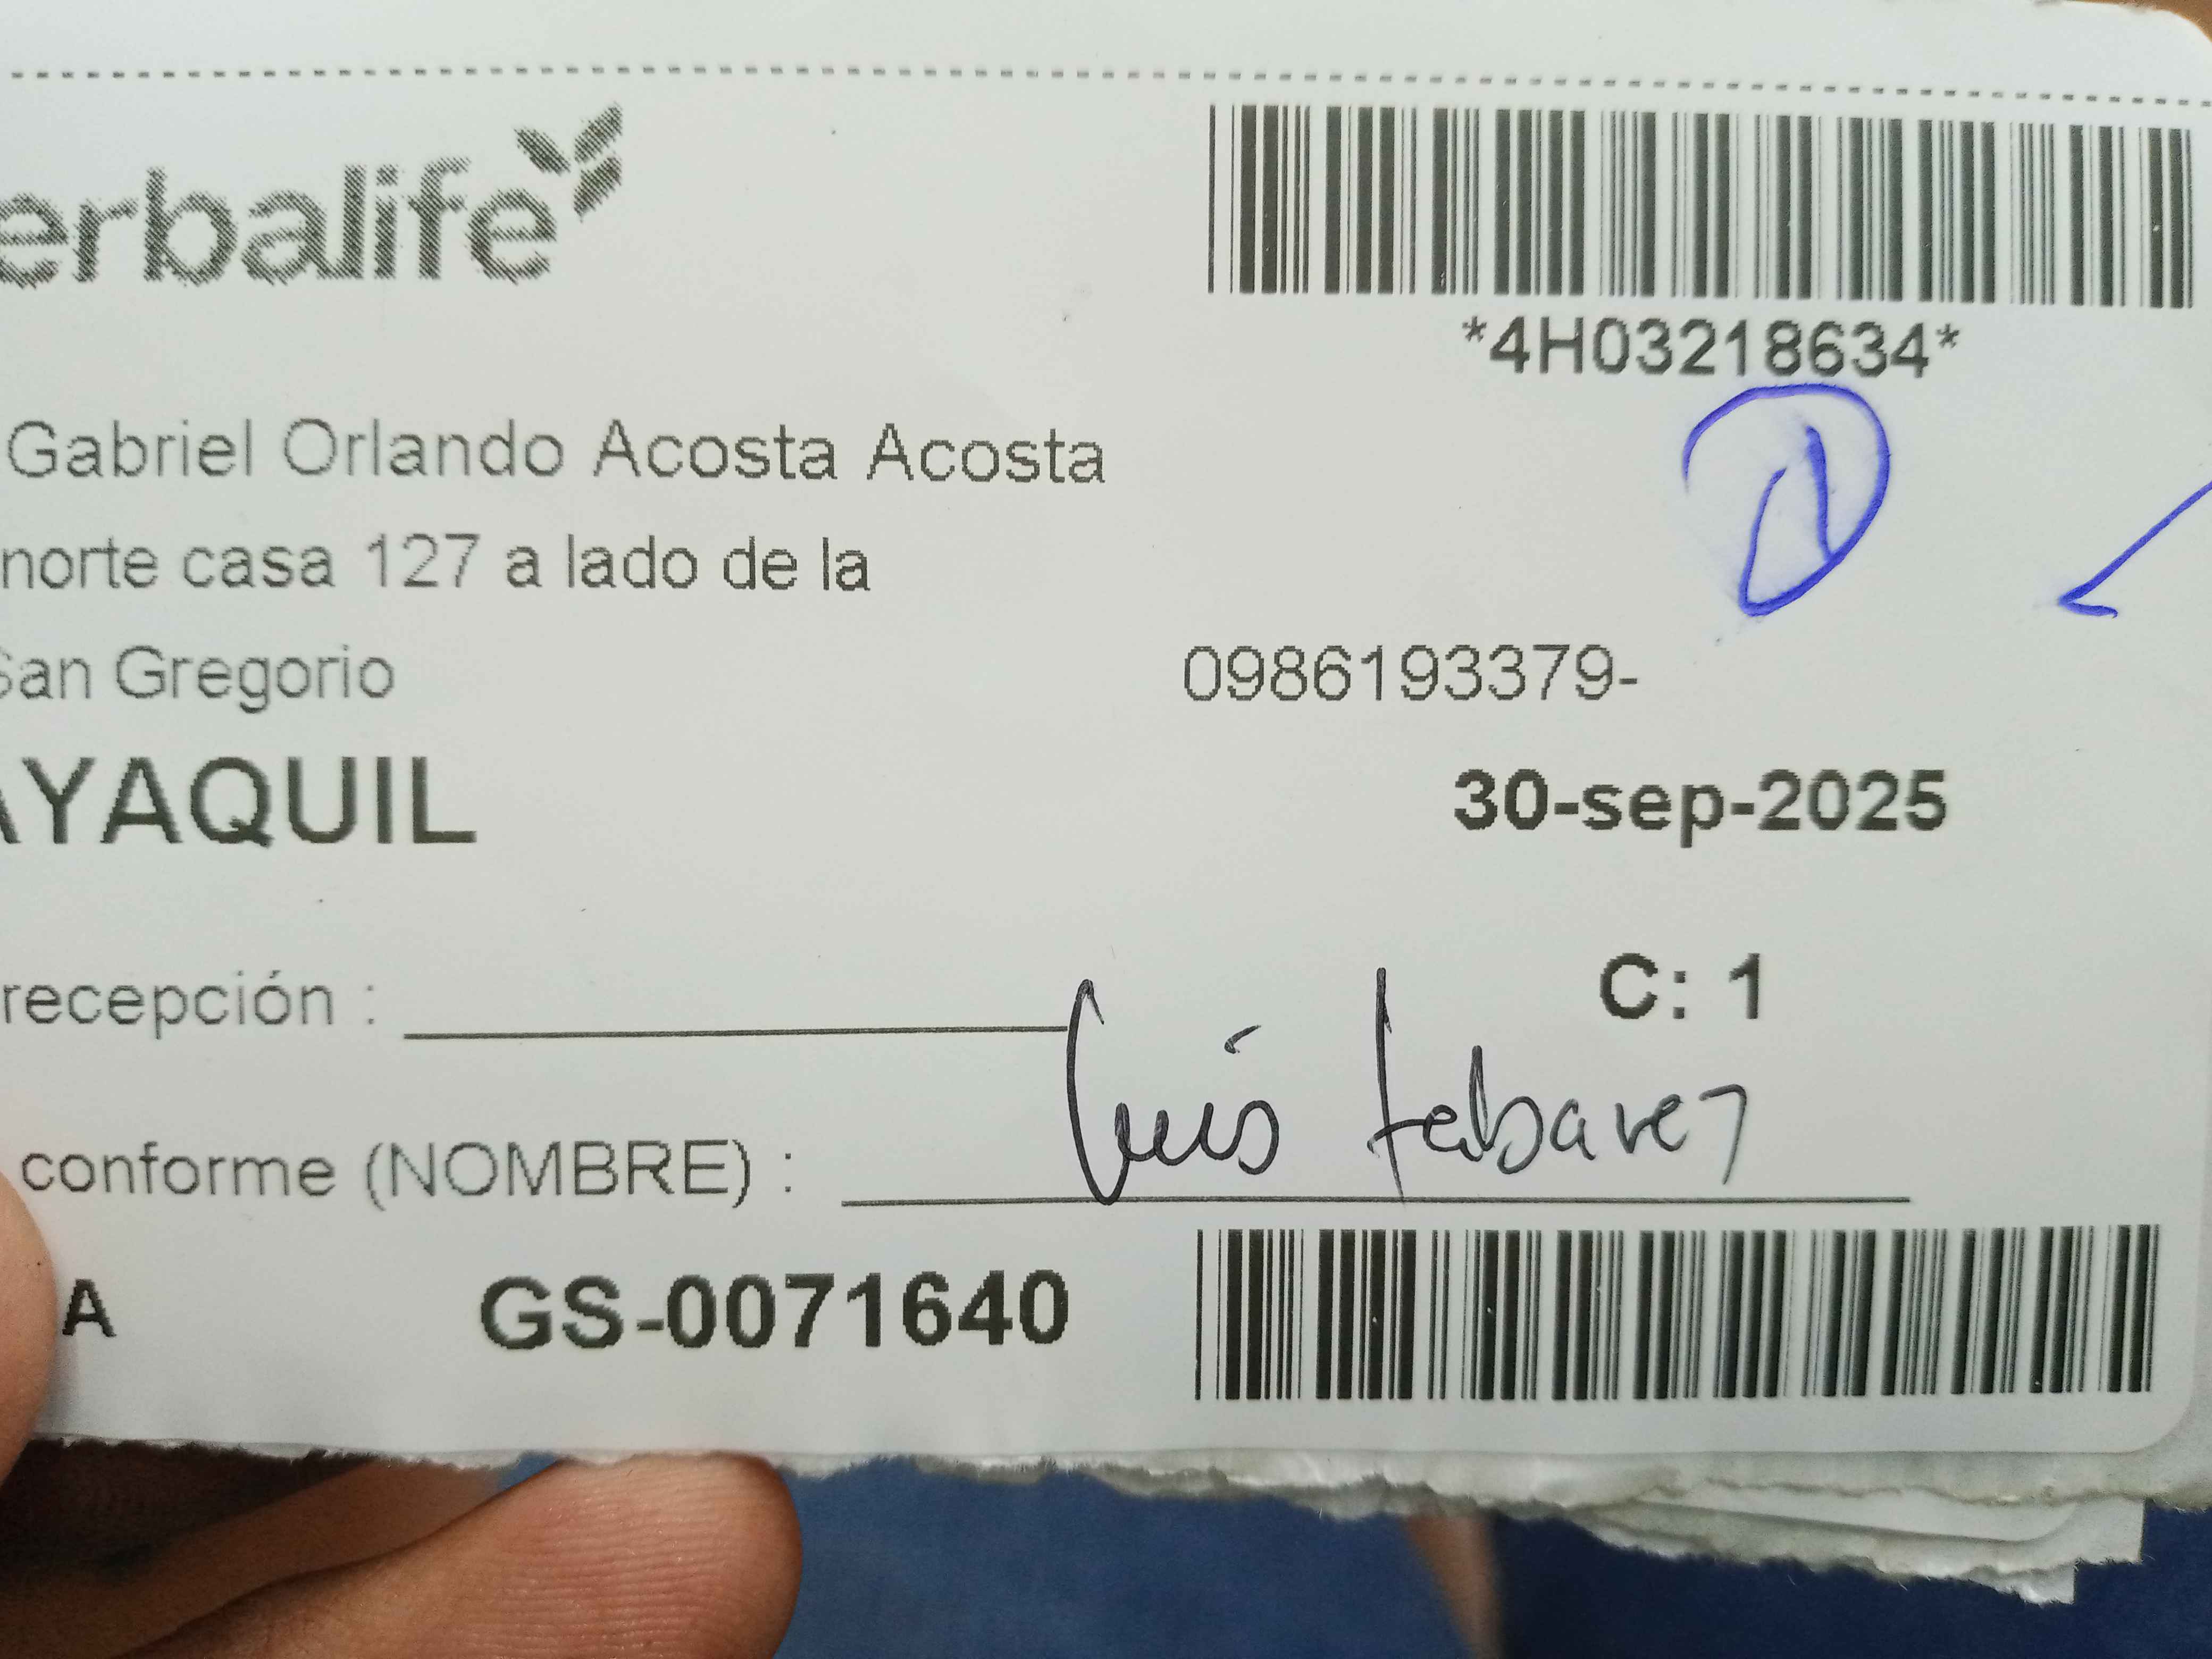 erbalife
*4H03218634*
Gabriel Orlando Acosta Acosta
1
norte casa 127 a lado de la
San Gregorio 0986193379-
AYAQUIL 30-sep-2025
recepción : C: 1
conforme (NOMBRE) : Luis tabarez
A GS-0071640